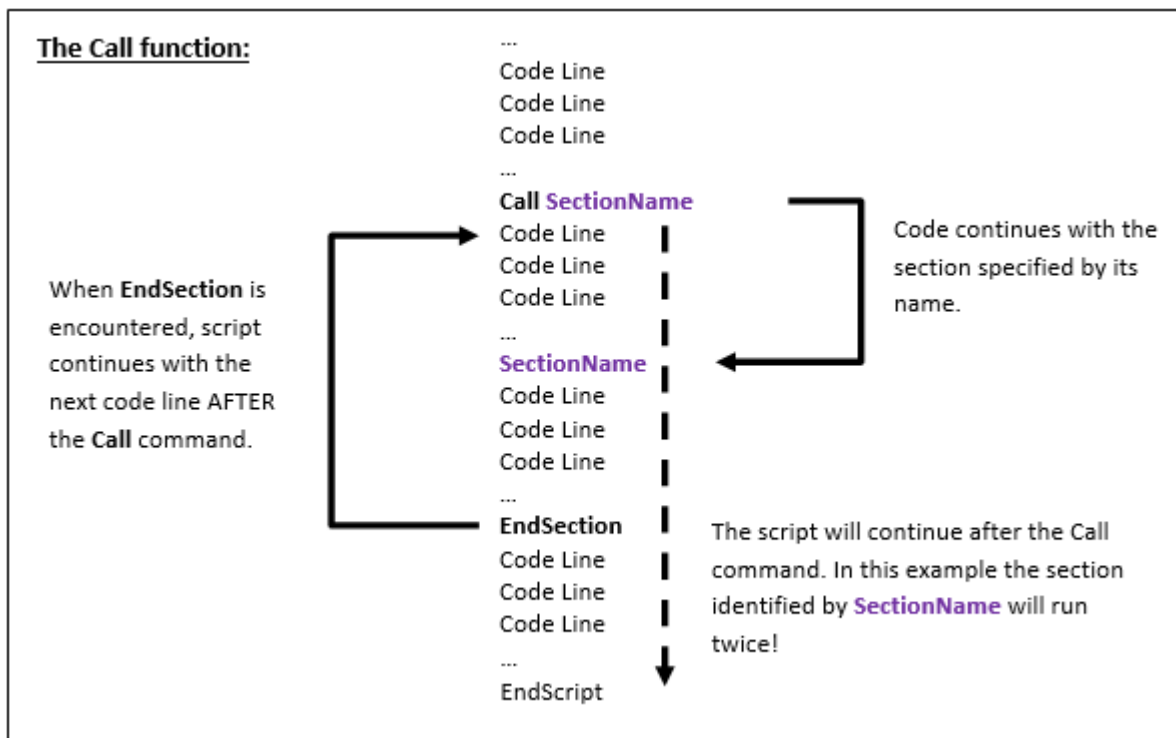 The Call function:
...
Code Line
Code Line
Code Line
...
Call SectionName
Code Line
Code Line
Code Line
...
SectionName
Code Line
Code Line
Code Line
...
EndSection
Code Line
Code Line
Code Line
...
EndScript
When EndSection is
encountered, script
continues with the
next code line AFTER
the Call command.
Code continues with the
section specified by its
name.
The script will continue after the Call
command. In this example the section
identified by SectionName will run
twice!